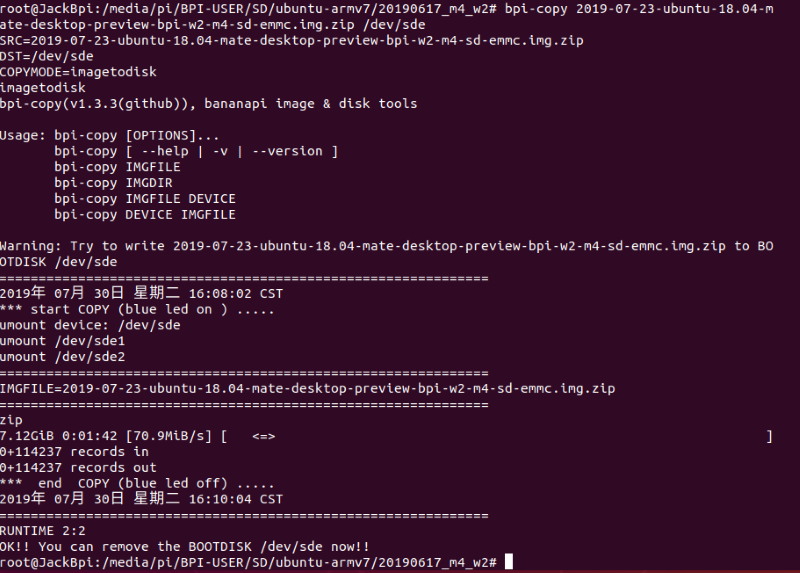 root@JackBpi:/media/pi/BPI-USER/SD/ubuntu-armv7/20190617_m4_w2# bpi-copy 2019-07-23-ubuntu-18.04-m
ate-desktop-preview-bpi-w2-m4-sd-emmc.img.zip /dev/sde
SRC=2019-07-23-ubuntu-18.04-mate-desktop-preview-bpi-w2-m4-sd-emmc.img.zip
DST=/dev/sde
COPYMODE=imagetodisk
imagetodisk
bpi-copy(v1.3.3(github)), bananapi image & disk tools
Usage: bpi-copy [OPTIONS]...
bpi-copy [ --help | -v | --version ]
bpi-copy IMGFILE
bpi-copy IMGDIR
bpi-copy IMGFILE DEVICE
bpi-copy DEVICE IMGFILE
Warning: Try to write 2019-07-23-ubuntu-18.04-mate-desktop-preview-bpi-w2-m4-sd-emmc.img.zip to BO
OTDISK /dev/sde
=============================================================
2019年 07月 30日 星期二 16:08:02 CST
*** start COPY (blue led on ) .....
umount device: /dev/sde
umount /dev/sde1
umount /dev/sde2
=============================================================
IMGFILE=2019-07-23-ubuntu-18.04-mate-desktop-preview-bpi-w2-m4-sd-emmc.img.zip
=============================================================
zip
7.12GiB 0:01:42 [70.9MiB/s] [   <=>                                                              ]
0+114237 records in
0+114237 records out
***  end  COPY (blue led off) .....
2019年 07月 30日 星期二 16:10:04 CST
=============================================================
RUNTIME 2:2
OK!! You can remove the BOOTDISK /dev/sde now!!
root@JackBpi:/media/pi/BPI-USER/SD/ubuntu-armv7/20190617_m4_w2#